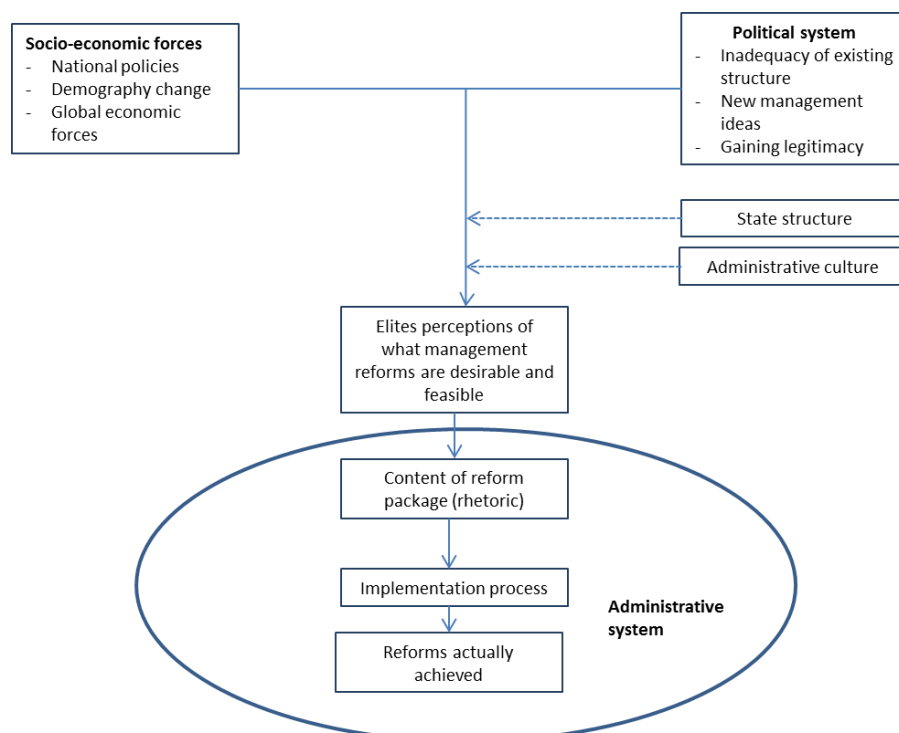 Socio-economic forces
- National policies
- Demography change
- Global economic
forces
Political system
- Inadequacy of existing
structure
- New management
ideas
- Gaining legitimacy
State structure
Administrative culture
Elites perceptions of
what management
reforms are desirable and
feasible
Content of reform
package (rhetoric)
Implementation process
Administrative
system
Reforms actually
achieved